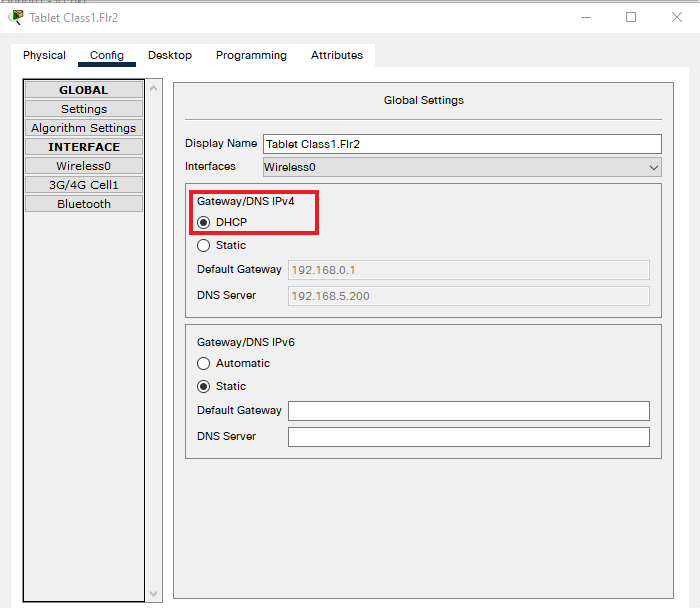 Tablet Class1.Flr2
Physical Config Desktop Programming Attributes
GLOBAL
Settings
Algorithm Settings
INTERFACE
Wireless0
3G/4G Cell1
Bluetooth
Global Settings
Display Name Tablet Class1.Flr2
Interfaces Wireless0
Gateway/DNS IPv4
DHCP
Static
Default Gateway 192.168.0.1
DNS Server 192.168.5.200
Gateway/DNS IPv6
Automatic
Static
Default Gateway
DNS Server